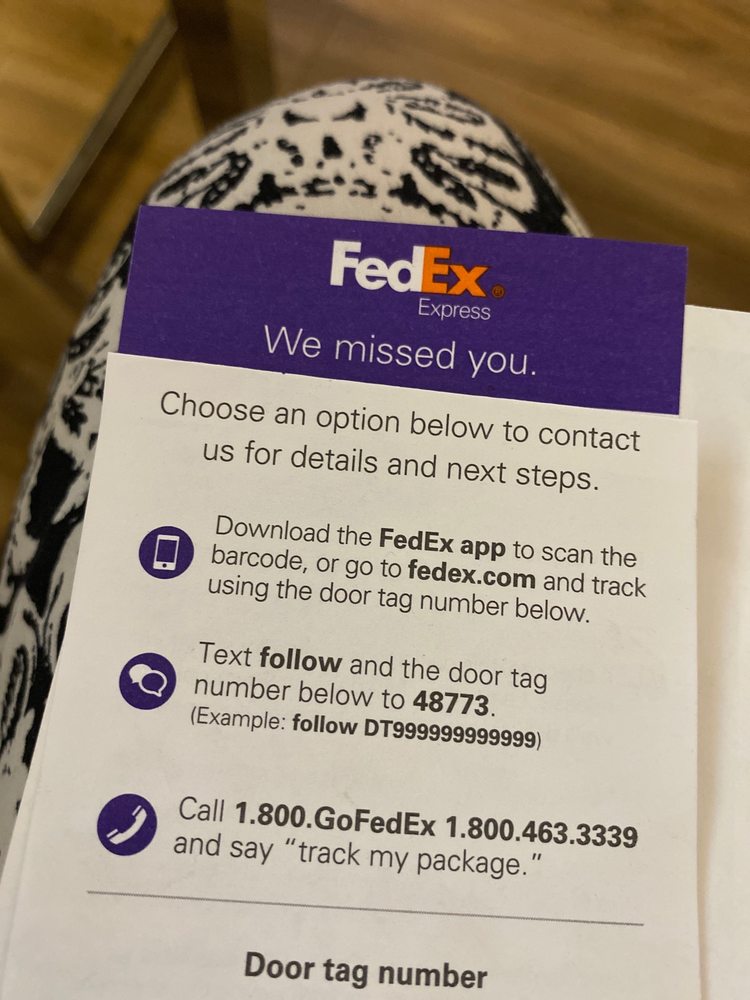 FedEx®
Express
We missed you.
Choose an option below to contact
us for details and next steps.
Download the FedEx app to scan the
barcode, or go to fedex.com and track
using the door tag number below.
Text follow and the door tag
number below to 48773.
(Example: follow DT999999999999)
Call 1.800.GoFedEx 1.800.463.3339
and say “track my package.”
Door tag number